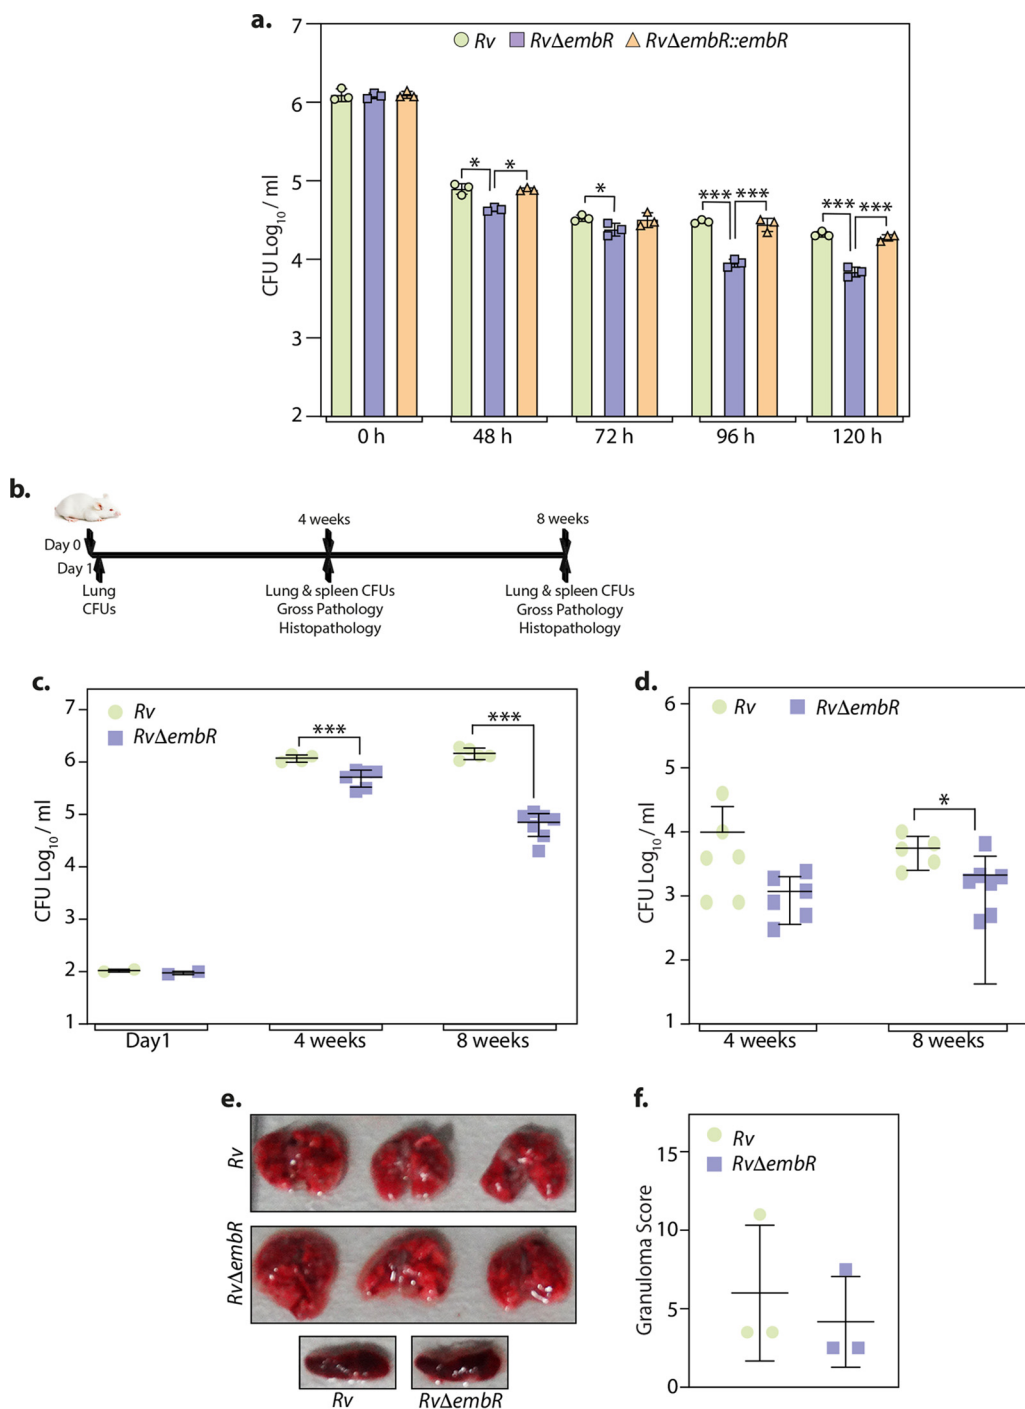 a.
7
6
5
4
3
2
CFU Log10 / ml
Rv RvΔembR RvΔembR::embR
* *
*
*** ***
*** ***
0 h 48 h 72 h 96 h 120 h
b.
4 weeks 8 weeks
Day 0
Day 1
Lung
CFUs
Lung & spleen CFUs
Gross Pathology
Histopathology
Lung & spleen CFUs
Gross Pathology
Histopathology
c.
7
6
5
4
3
2
1
CFU Log10 / ml
Rv
RvΔembR
***
***
Day1 4 weeks 8 weeks
d.
6
5
4
3
2
1
CFU Log10 / ml
Rv RvΔembR
*
4 weeks 8 weeks
e.
Rv
RvΔembR
Rv RvΔembR
f.
15
10
5
0
Granuloma Score
Rv
RvΔembR